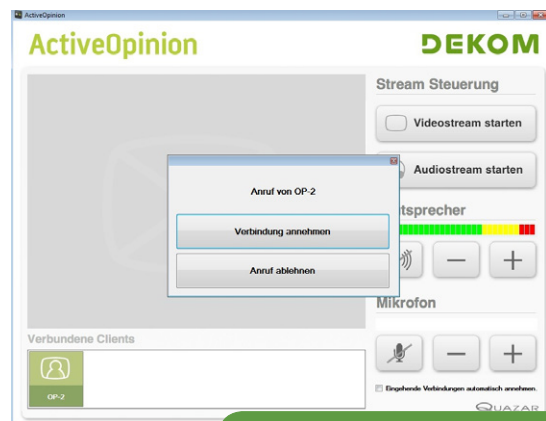 ActiveOpinion
ActiveOpinion
DEKOM
Stream Steuerung
Videostream starten
Audiostream starten
Anruf von OP-2
Verbindung annehmen
Anruf ablehnen
tsprecher
Mikrofon
Verbundene Clients
OP-2
Eingehende Verbindungen automatisch annehmen.
QUAZAR